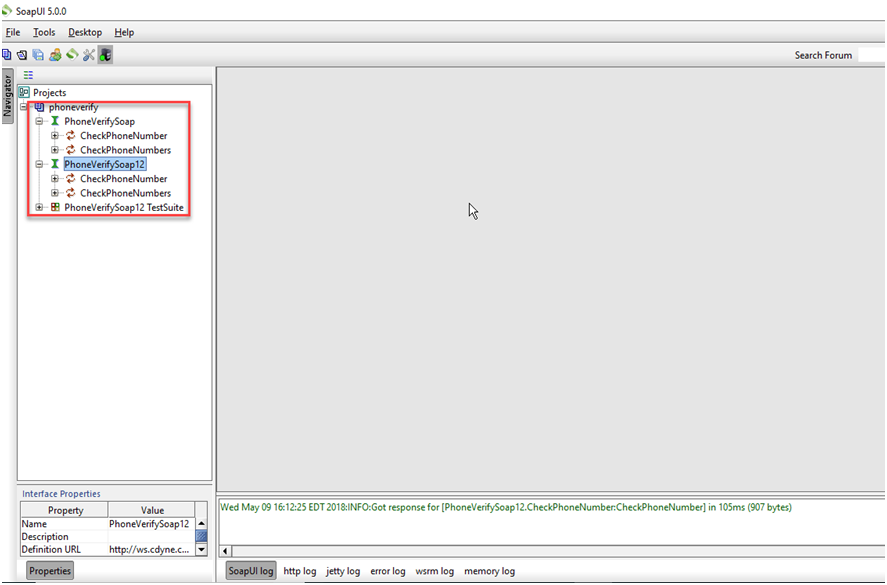 SoapUI 5.0.0
File Tools Desktop Help
Search Forum
Navigator
Projects
phoneverify
PhoneVerifySoap
CheckPhoneNumber
CheckPhoneNumbers
PhoneVerifySoap12
CheckPhoneNumber
CheckPhoneNumbers
PhoneVerifySoap12 TestSuite
Interface Properties
Property Value
Name PhoneVerifySoap12
Description
Definition URL http://ws.cdyne.c...
Properties
Wed May 09 16:12:25 EDT 2018:INFO:Got response for [PhoneVerifySoap12.CheckPhoneNumber:CheckPhoneNumber] in 105ms (907 bytes)
SoapUI log http log jetty log error log wsrm log memory log